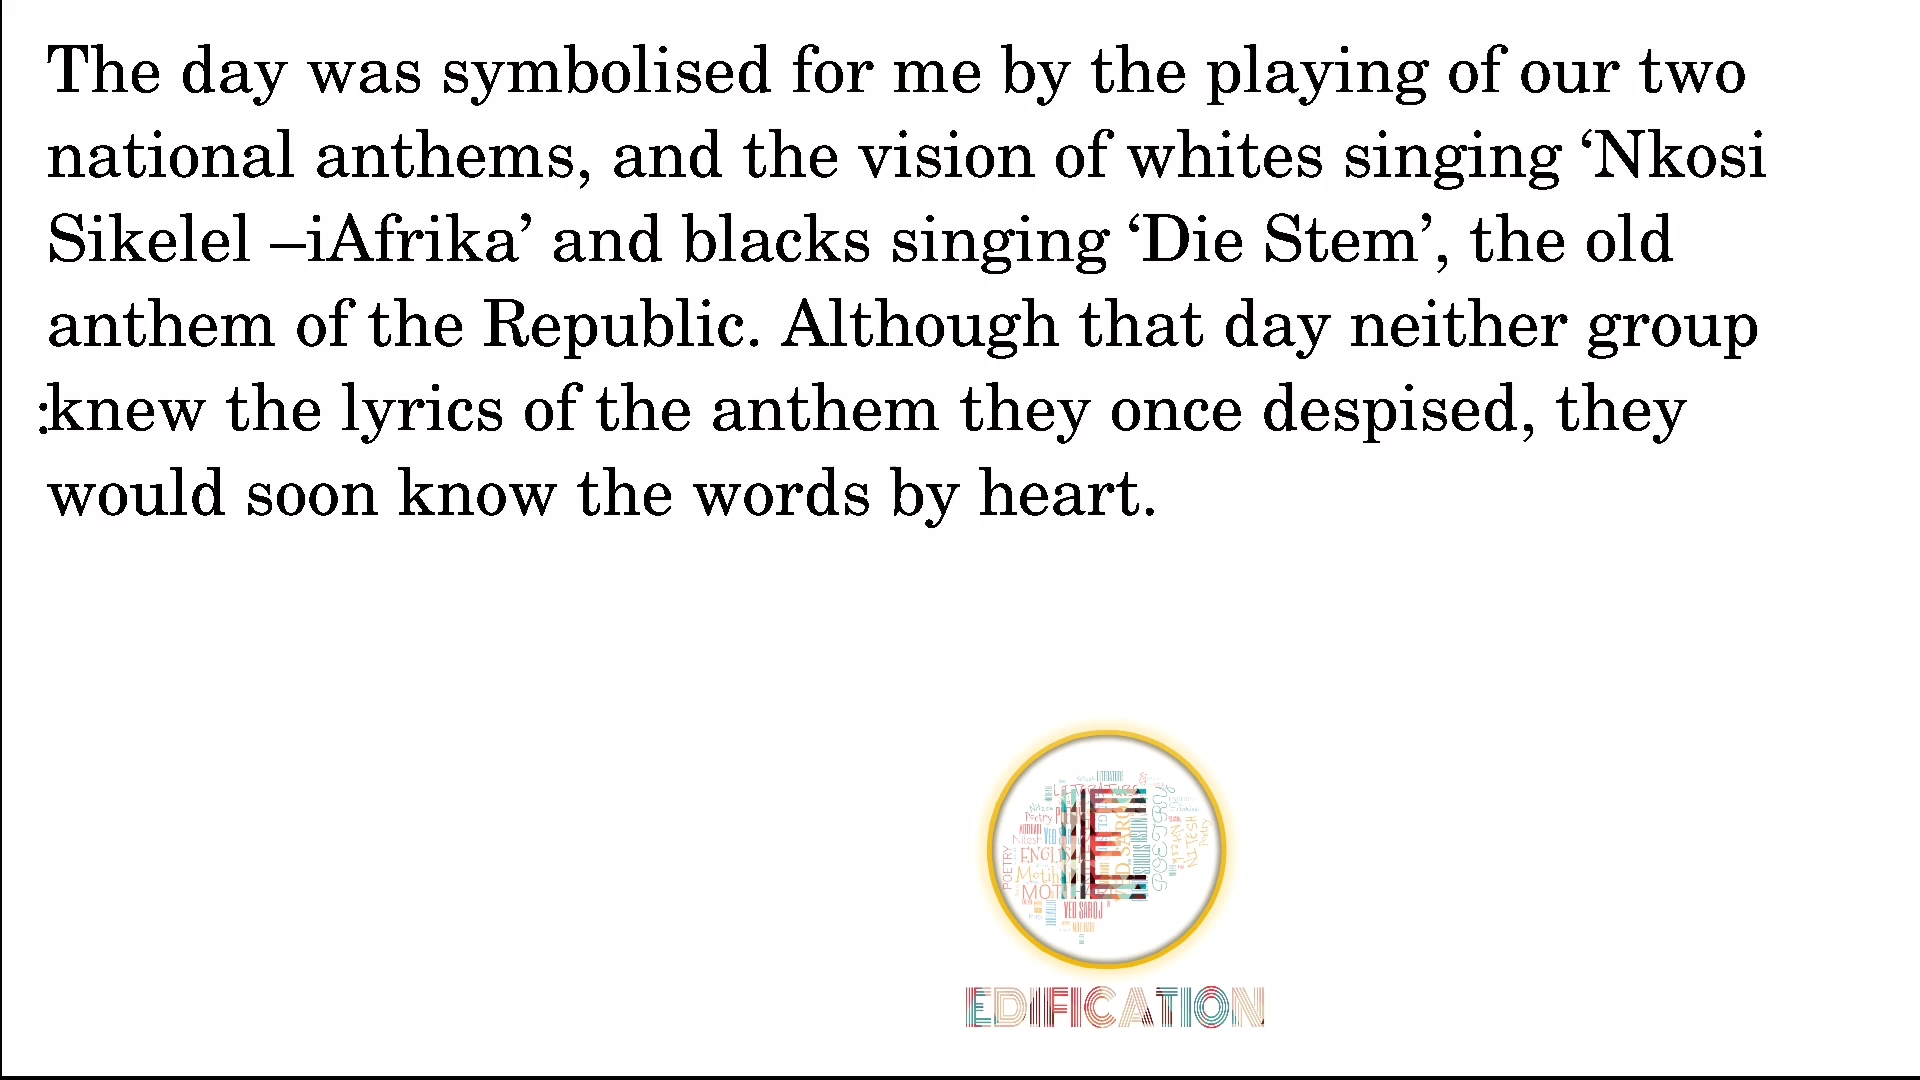 The day was symbolised for me by the playing of our two
national anthems, and the vision of whites singing ‘Nkosi
Sikelel –iAfrika’ and blacks singing ‘Die Stem’, the old
anthem of the Republic. Although that day neither group
:knew the lyrics of the anthem they once despised, they
would soon know the words by heart.
E
EDIFICATION